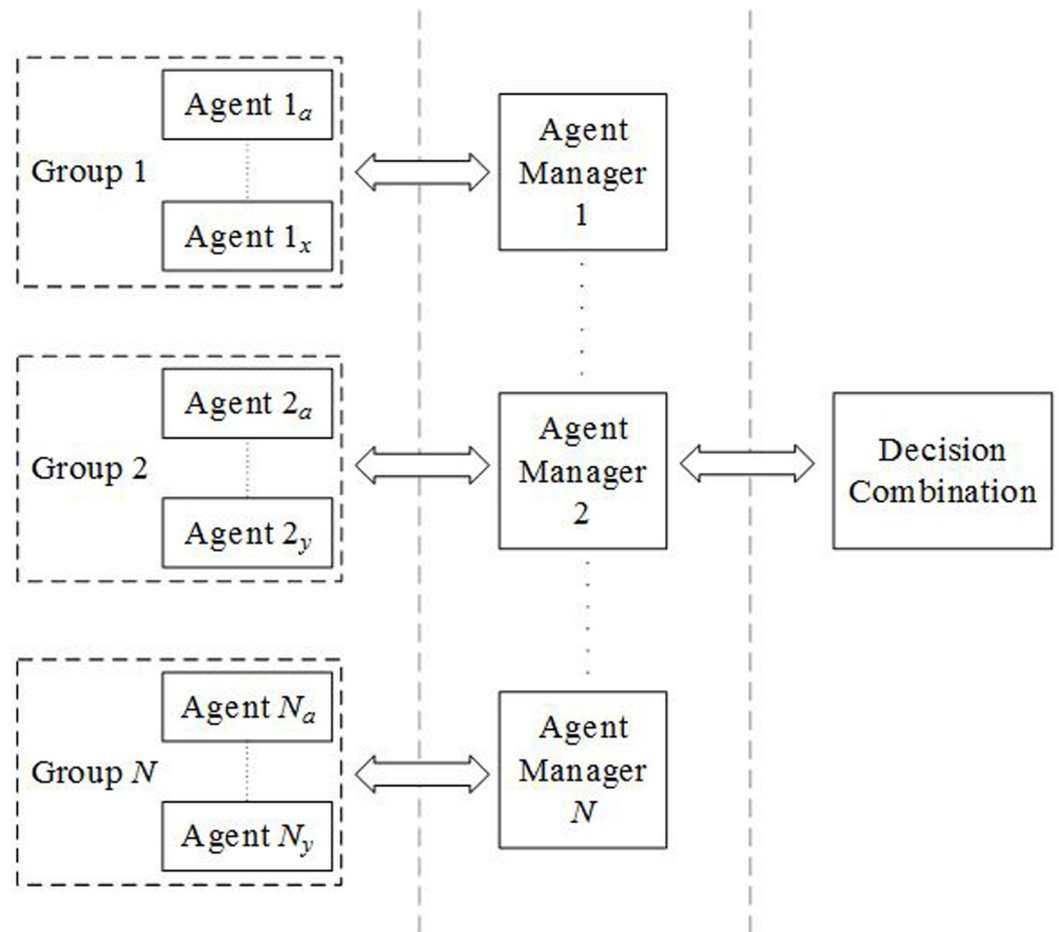 Agent 1a
Group 1
Agent 1x
Agent
Manager
1
Agent 2a
Group 2
Agent 2y
Agent
Manager
2
Decision
Combination
Agent Na
Group N
Agent Ny
Agent
Manager
N